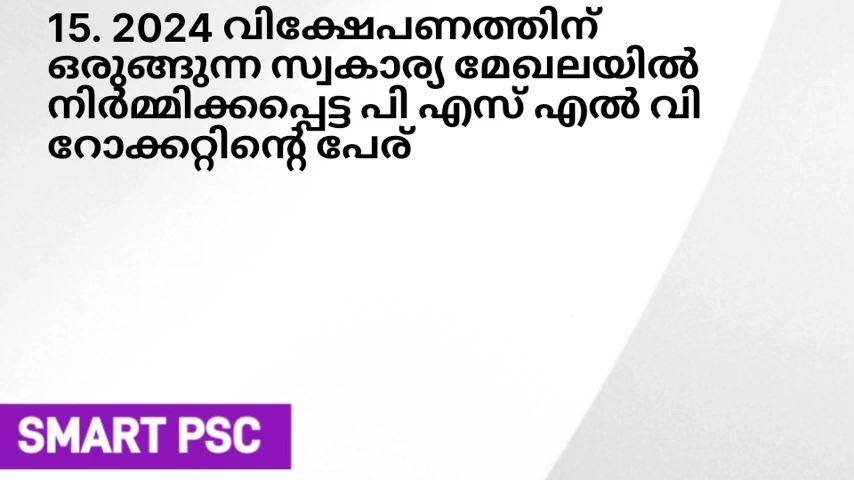 15. 2024 വിക്ഷേപണത്തിന്
ഒരുങ്ങുന്ന സ്വകാര്യ മേഖലയിൽ
നിർമ്മിക്കപ്പെട്ട പി എസ് എൽ വി
റോക്കറ്റിന്റെ പേര്
SMART PSC